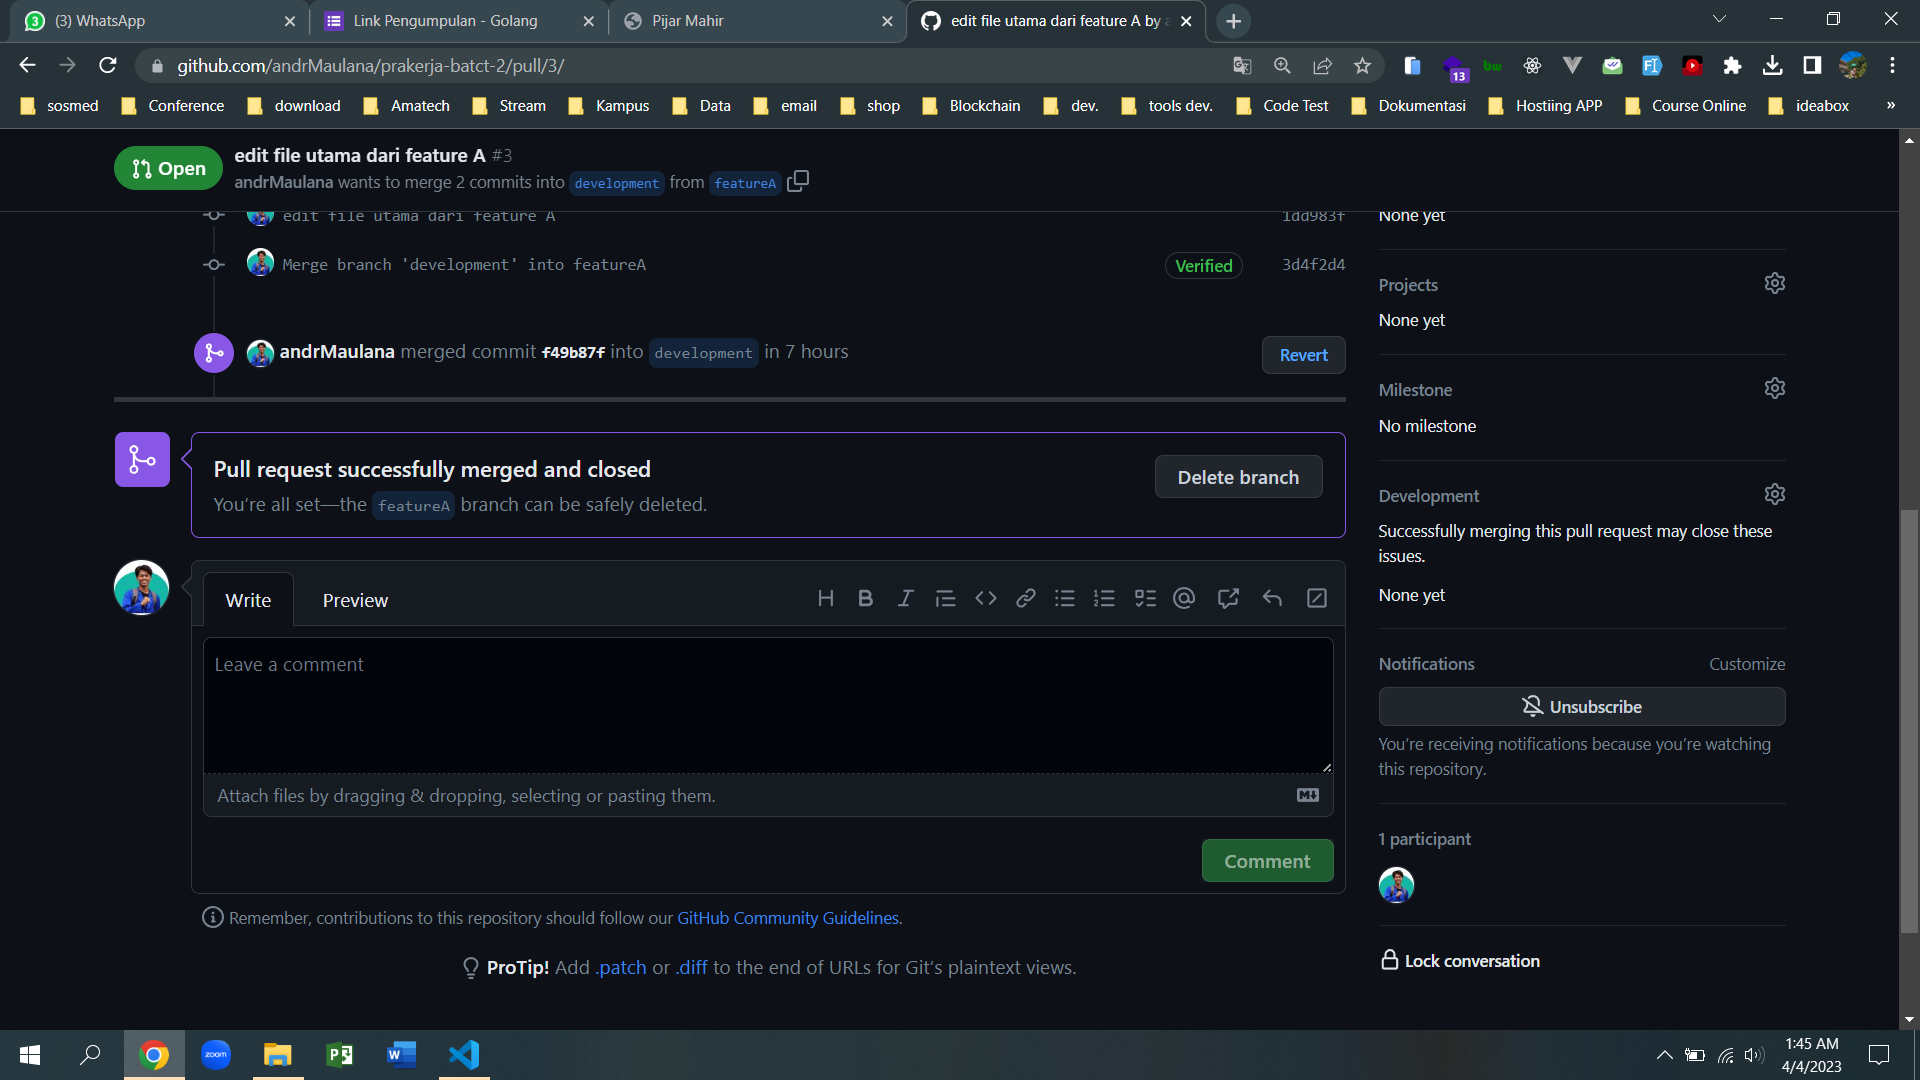 (3) WhatsApp
Link Pengumpulan - Golang
Pijar Mahir
edit file utama dari feature A by a
github.com/andrMaulana/prakerja-batct-2/pull/3/
13
bw
sosmed
Conference
download
Amatech
Stream
Kampus
Data
email
shop
Blockchain
dev.
tools dev.
Code Test
Dokumentasi
Hostiing APP
Course Online
ideabox
»
Open
edit file utama dari feature A #3
andrMaulana wants to merge 2 commits into development from featureA
edit file utama dari feature A
1dd983f
None yet
Merge branch 'development' into featureA
Verified
3d4f2d4
Projects
None yet
andrMaulana merged commit f49b87f into development in 7 hours
Revert
Milestone
No milestone
Pull request successfully merged and closed
You’re all set—the featureA branch can be safely deleted.
Delete branch
Development
Successfully merging this pull request may close these
issues.
None yet
Write
Preview
Leave a comment
Attach files by dragging & dropping, selecting or pasting them.
Comment
Notifications
Customize
Unsubscribe
You’re receiving notifications because you’re watching
this repository.
1 participant
Remember, contributions to this repository should follow our GitHub Community Guidelines.
ProTip! Add .patch or .diff to the end of URLs for Git’s plaintext views.
Lock conversation
zoom
1:45 AM
4/4/2023